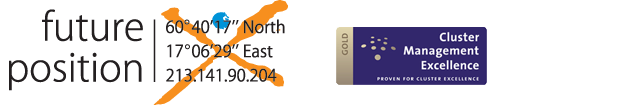 future
position
60°40'17" North
17°06'29" East
213.141.90.204
GOLD
Cluster
Management
Excellence
PROVEN FOR CLUSTER EXCELLENCE